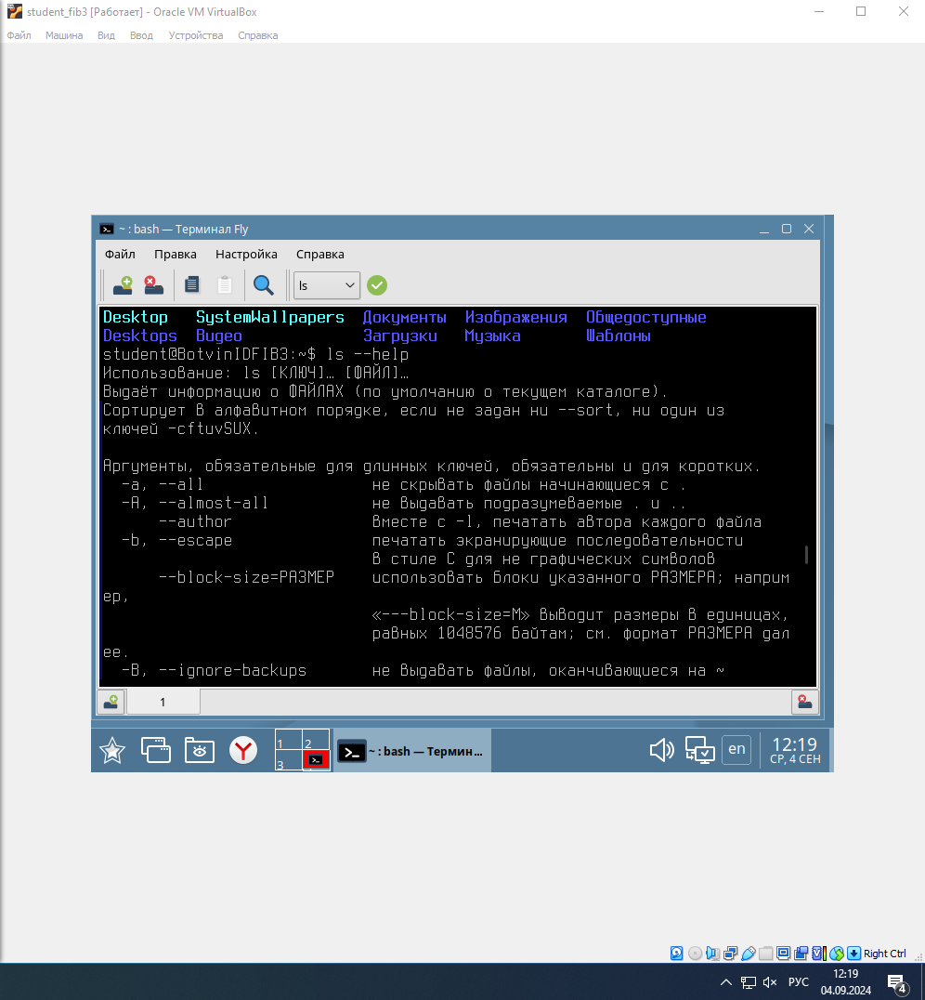 student_fib3 [Работает] - Oracle VM VirtualBox
Файл Машина Вид Ввод Устройства Справка
~ : bash — Терминал Fly
Файл Правка Настройка Справка
ls
Desktop SystemWallpapers Документы Изображения Общедоступные
Desktops Видео Загрузки Музыка Шаблоны
student@BotvinIDFIB3:~$ ls --help
Использование: ls [КЛЮЧ]… [ФАЙЛ]…
Выдаёт информацию о ФАЙЛАХ (по умолчанию о текущем каталоге).
Сортирует в алфавитном порядке, если не задан ни --sort, ни один из
ключей -cftuvSUX.
Аргументы, обязательные для длинных ключей, обязательны и для коротких.
-a, --all не скрывать файлы начинающиеся с .
-A, --almost-all не выдавать подразумеваемые . и ..
--author вместе с -l, печатать автора каждого файла
-b, --escape печатать экранирующие последовательности
в стиле C для не графических символов
--block-size=РАЗМЕР использовать блоки указанного РАЗМЕРА; наприм
ер,
«---block-size=M» выводит размеры в единицах,
равных 1048576 байтам; см. формат РАЗМЕРА дал
ее.
-B, --ignore-backups не выдавать файлы, оканчивающиеся на ~
1
1 2
3
~ : bash — Термин...
en
12:19
СР, 4 СЕН
Right Ctrl
РУС
12:19
04.09.2024
4